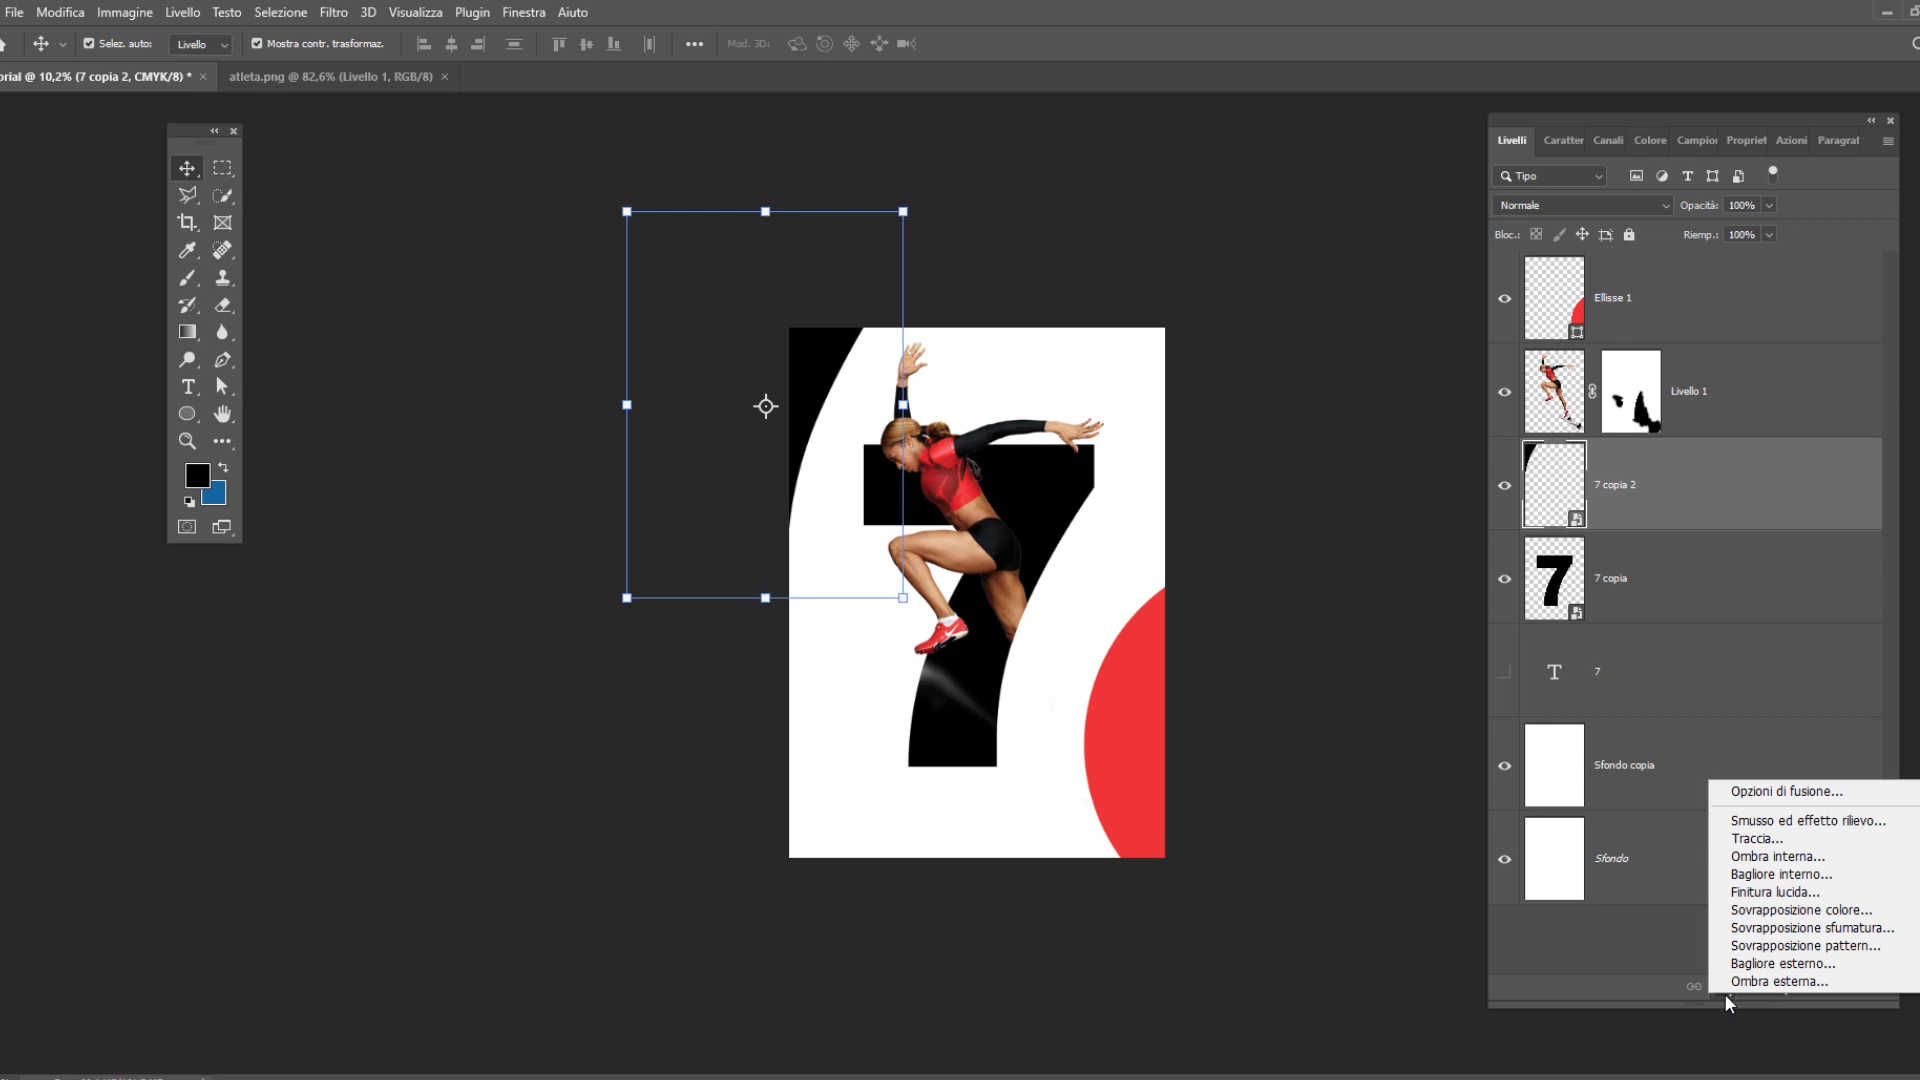 File Modifica Immagine Livello Testo Selezione Filtro 3D Visualizza Plugin Finestra Aiuto
Selez. auto: Livello Mostra contr. trasformaz. Mod. 3D:
orial @ 10,2% (7 copia 2, CMYK/8) * atleta.png @ 82,6% (Livello 1, RGB/8)
Livelli Caratter Canali Colore Campio Propriet Azioni Paragraf
Tipo
Normale Opacità: 100%
Bloc.: Riemp.: 100%
Ellisse 1
Livello 1
7 copia 2
7 copia
T 7
Sfondo copia
Sfondo
Opzioni di fusione...
Smusso ed effetto rilievo...
Traccia...
Ombra interna...
Bagliore interno...
Finitura lucida...
Sovrapposizione colore...
Sovrapposizione sfumatura...
Sovrapposizione pattern...
Bagliore esterno...
Ombra esterna...
7